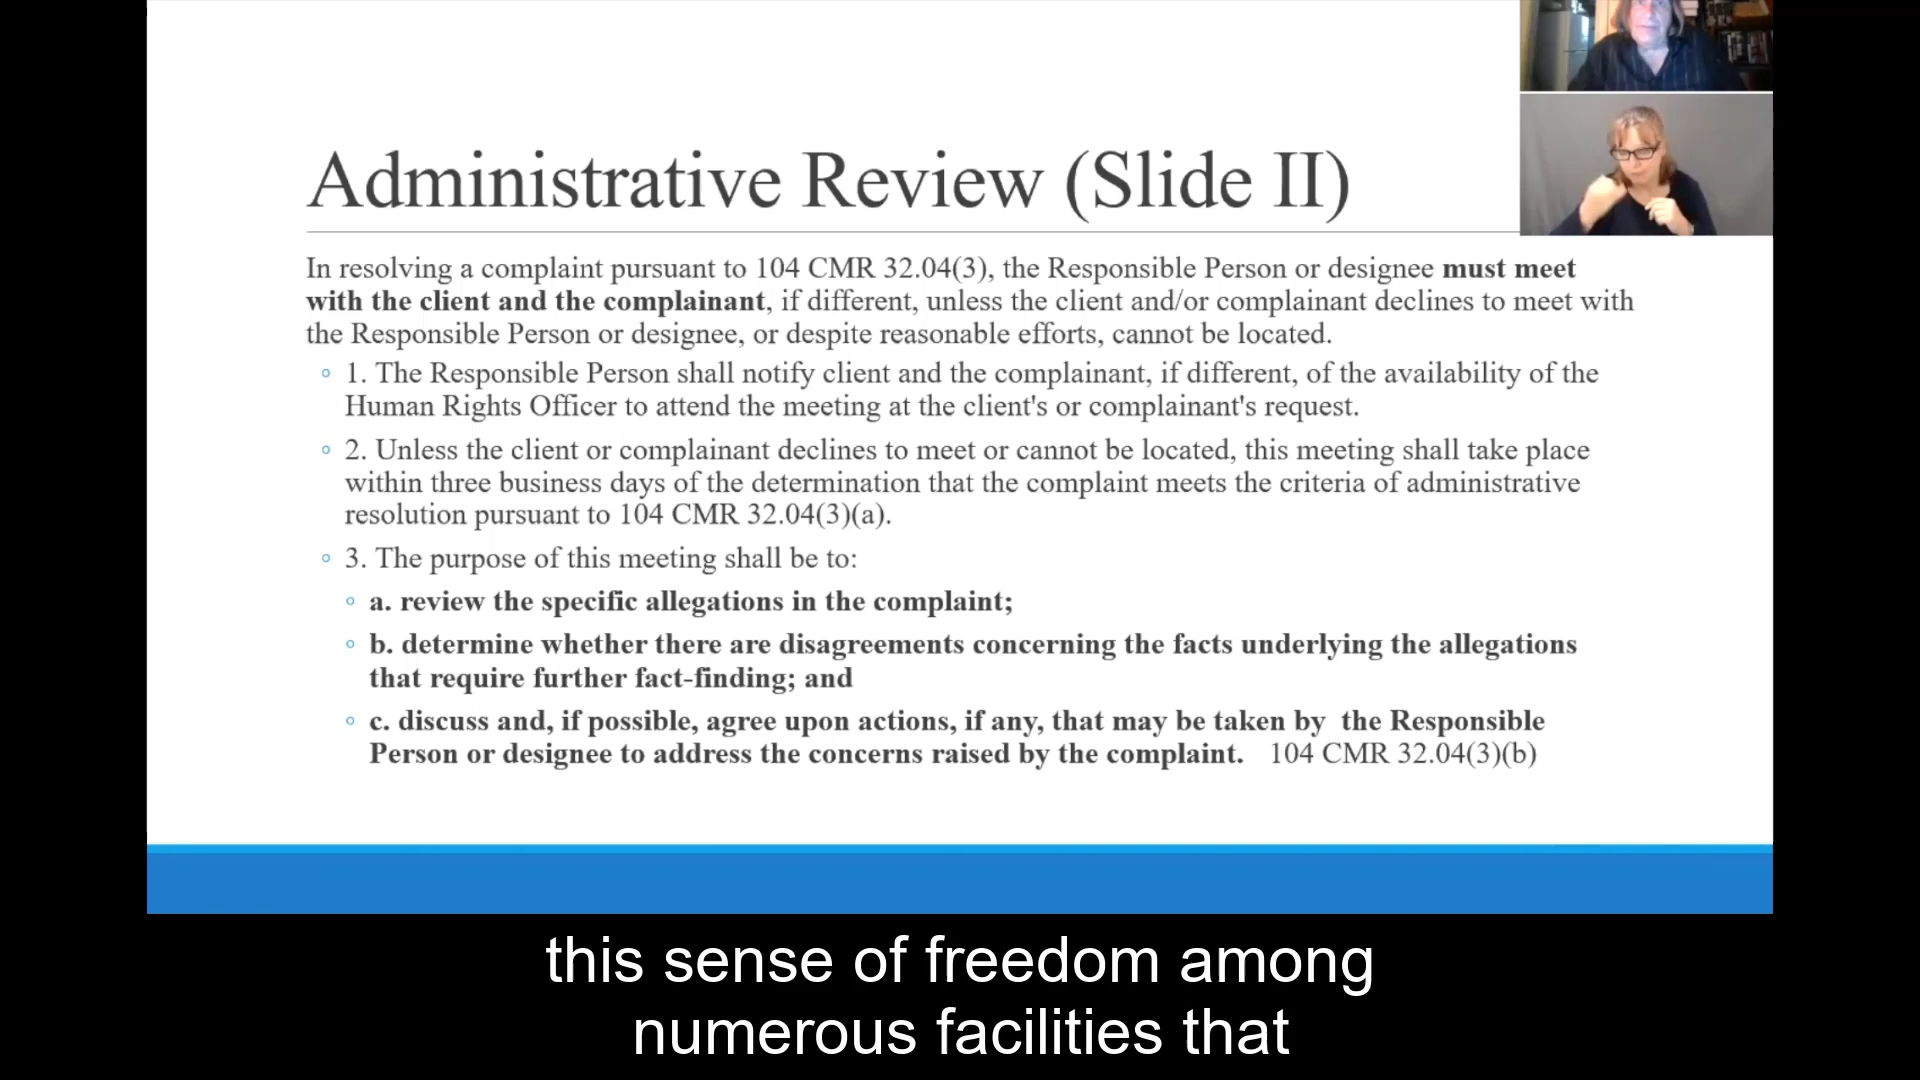 Administrative Review (Slide II)
In resolving a complaint pursuant to 104 CMR 32.04(3), the Responsible Person or designee must meet
with the client and the complainant, if different, unless the client and/or complainant declines to meet with
the Responsible Person or designee, or despite reasonable efforts, cannot be located.
1. The Responsible Person shall notify client and the complainant, if different, of the availability of the
Human Rights Officer to attend the meeting at the client's or complainant's request.
2. Unless the client or complainant declines to meet or cannot be located, this meeting shall take place
within three business days of the determination that the complaint meets the criteria of administrative
resolution pursuant to 104 CMR 32.04(3)(a).
3. The purpose of this meeting shall be to:
a. review the specific allegations in the complaint;
b. determine whether there are disagreements concerning the facts underlying the allegations
that require further fact-finding; and
c. discuss and, if possible, agree upon actions, if any, that may be taken by the Responsible
Person or designee to address the concerns raised by the complaint. 104 CMR 32.04(3)(b)
this sense of freedom among
numerous facilities that